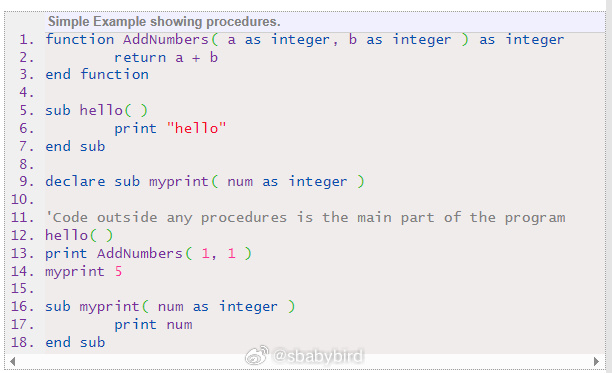 Simple Example showing procedures.
1. function AddNumbers( a as integer, b as integer ) as integer
2. return a + b
3. end function
4.
5. sub hello( )
6. print "hello"
7. end sub
8.
9. declare sub myprint( num as integer )
10.
11. 'Code outside any procedures is the main part of the program
12. hello( )
13. print AddNumbers( 1, 1 )
14. myprint 5
15.
16. sub myprint( num as integer )
17. print num
18. end sub
@sbabybird